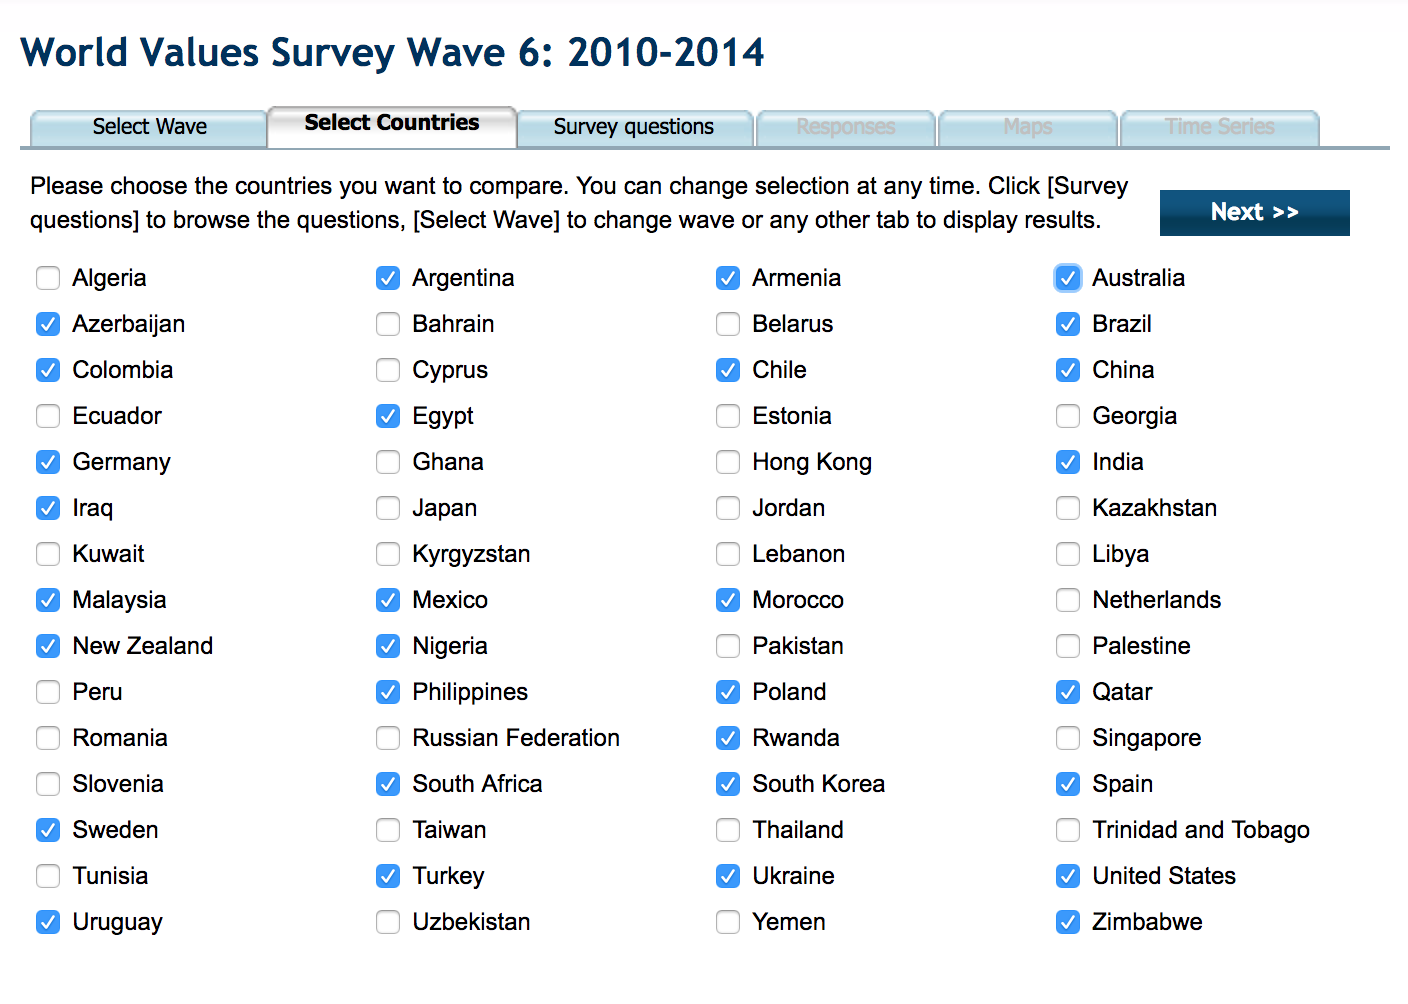 World Values Survey Wave 6: 2010-2014
Select Wave Select Countries Survey questions Responses Maps Time Series
Please choose the countries you want to compare. You can change selection at any time. Click [Survey
questions] to browse the questions, [Select Wave] to change wave or any other tab to display results.
Next >>
Algeria Argentina Armenia Australia
Azerbaijan Bahrain Belarus Brazil
Colombia Cyprus Chile China
Ecuador Egypt Estonia Georgia
Germany Ghana Hong Kong India
Iraq Japan Jordan Kazakhstan
Kuwait Kyrgyzstan Lebanon Libya
Malaysia Mexico Morocco Netherlands
New Zealand Nigeria Pakistan Palestine
Peru Philippines Poland Qatar
Romania Russian Federation Rwanda Singapore
Slovenia South Africa South Korea Spain
Sweden Taiwan Thailand Trinidad and Tobago
Tunisia Turkey Ukraine United States
Uruguay Uzbekistan Yemen Zimbabwe